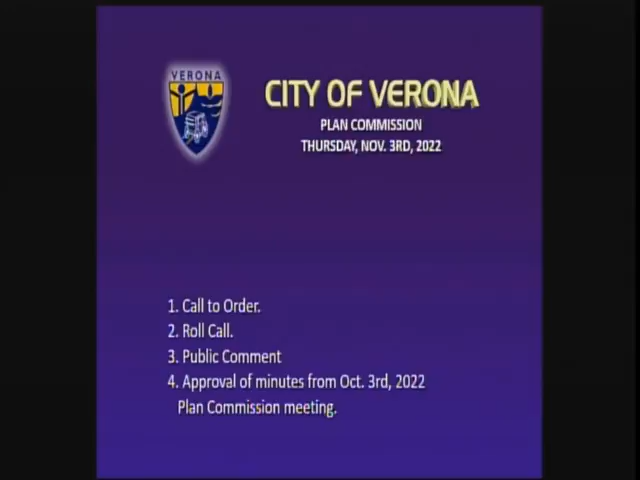 VERONA
CITY OF VERONA
PLAN COMMISSION
THURSDAY, NOV. 3RD, 2022
1. Call to Order.
2. Roll Call.
3. Public Comment
4. Approval of minutes from Oct. 3rd, 2022
Plan Commission meeting.